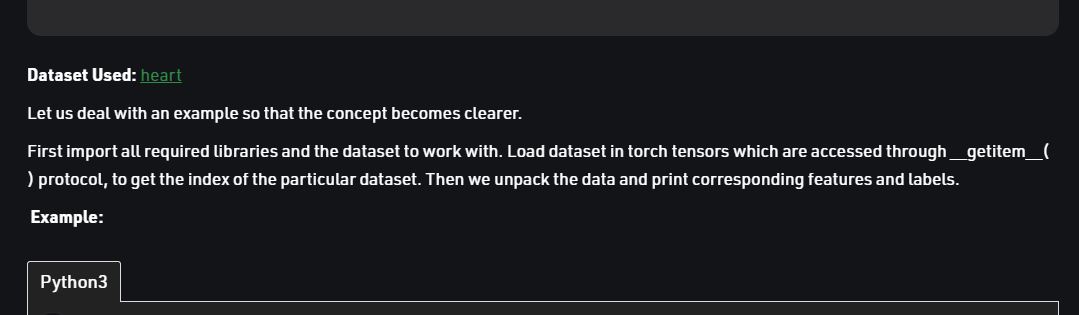 Dataset Used: heart
Let us deal with an example so that the concept becomes clearer.
First import all required libraries and the dataset to work with. Load dataset in torch tensors which are accessed through __getitem__(
) protocol, to get the index of the particular dataset. Then we unpack the data and print corresponding features and labels.
Example:
Python3